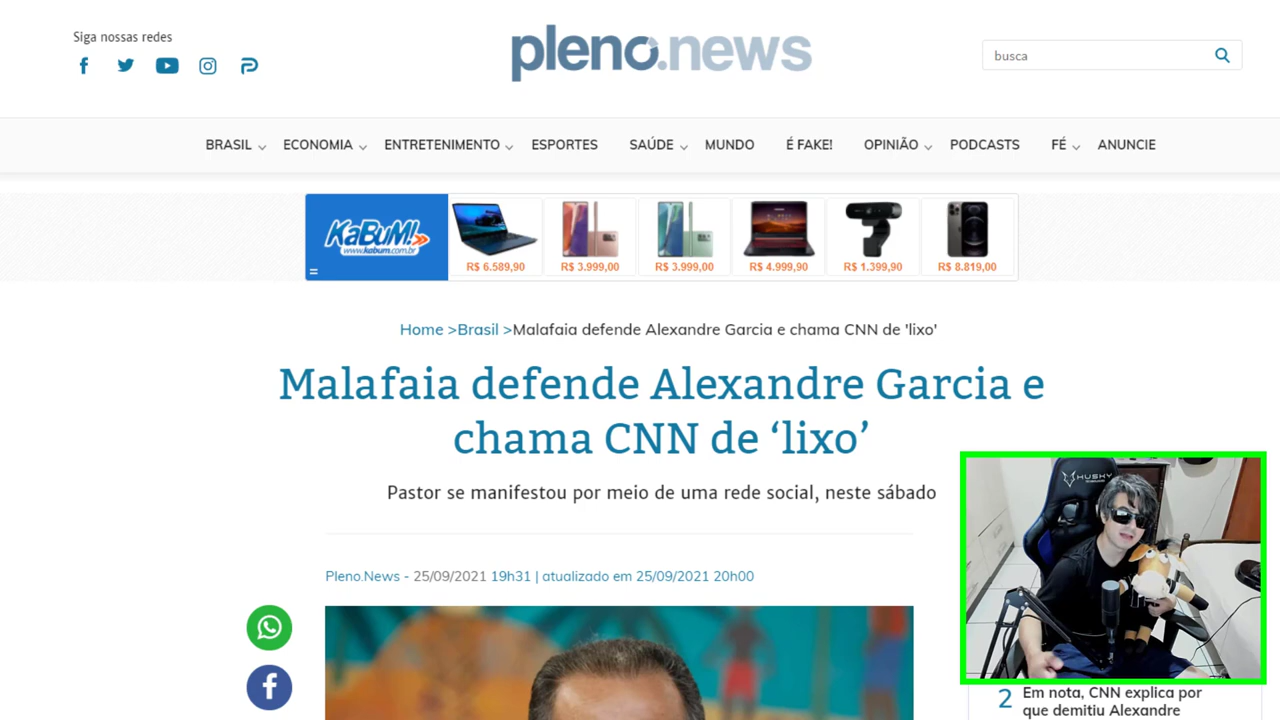 Siga nossas redes
pleno.news
busca
BRASIL ECONOMIA ENTRETENIMENTO ESPORTES SAÚDE MUNDO É FAKE! OPINIÃO PODCASTS FÉ ANUNCIE
KaBuM!
www.kabum.com.br
R$ 6.589,90 R$ 3.999,00 R$ 3.999,00 R$ 4.999,90 R$ 1.399,90 R$ 8.819,00
Home >Brasil >Malafaia defende Alexandre Garcia e chama CNN de 'lixo'
Malafaia defende Alexandre Garcia e
chama CNN de ‘lixo’
Pastor se manifestou por meio de uma rede social, neste sábado
Pleno.News - 25/09/2021 19h31 | atualizado em 25/09/2021 20h00
HUSKY
2 Em nota, CNN explica por
que demitiu Alexandre